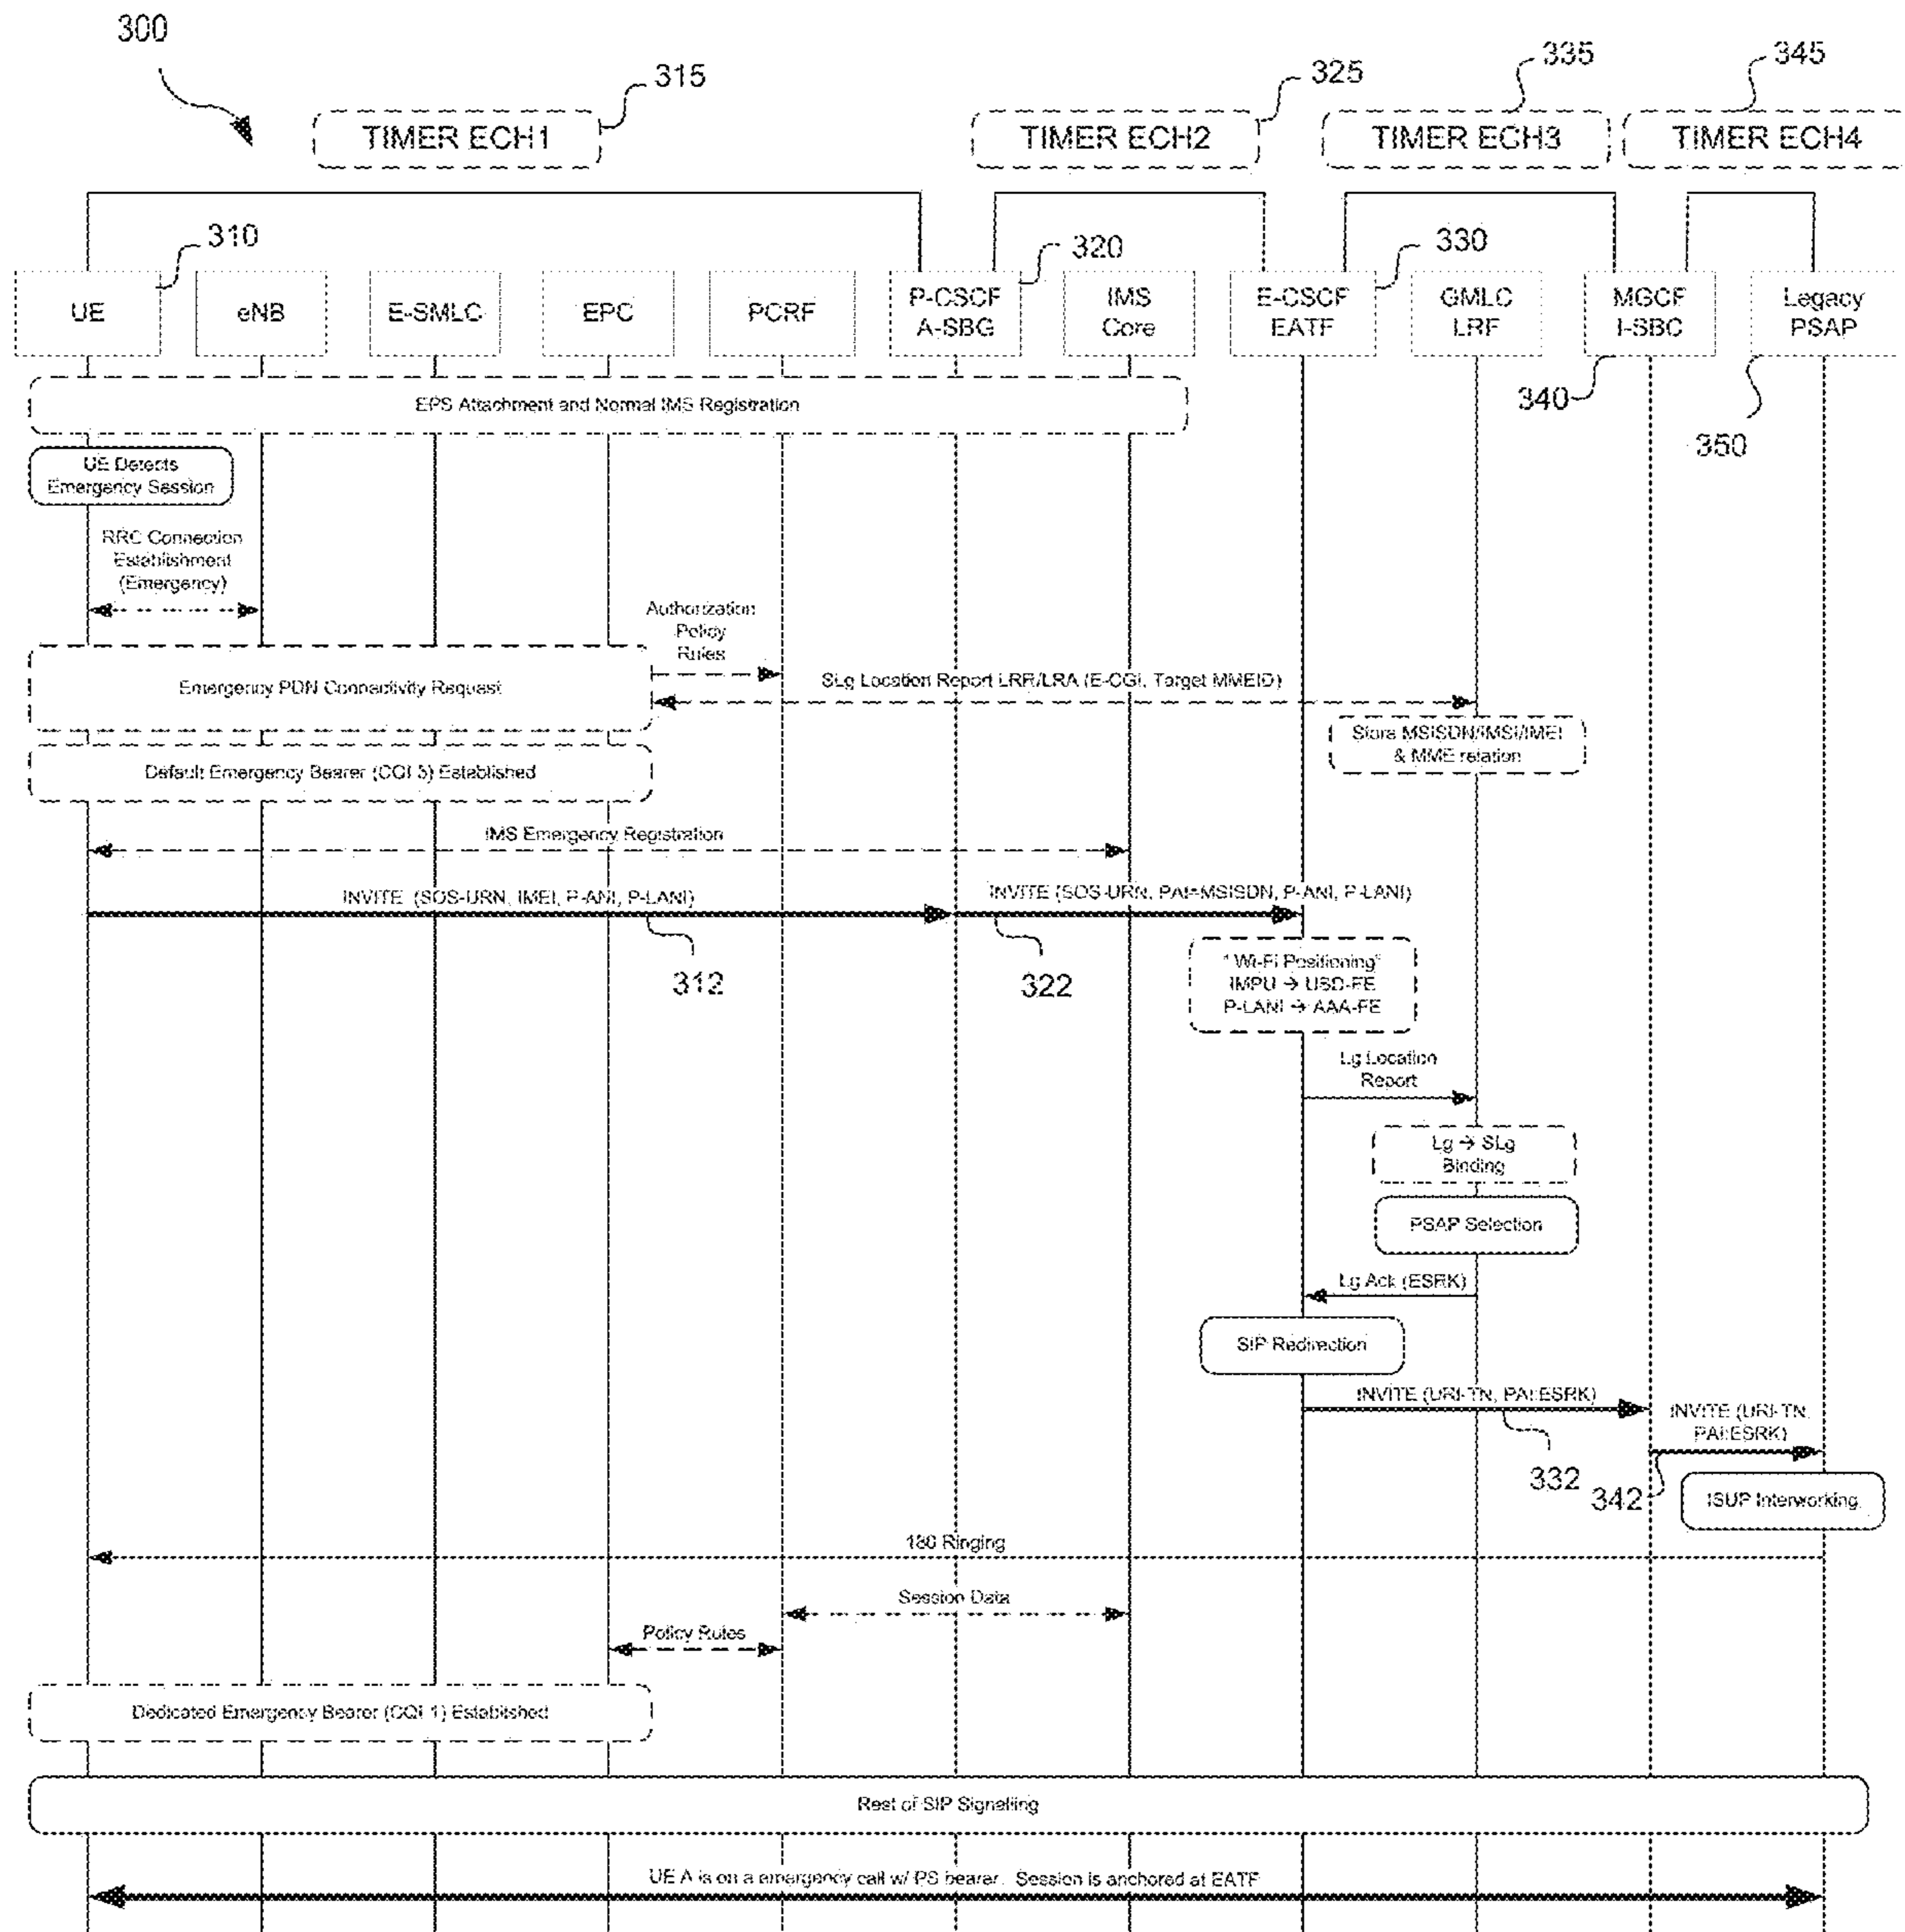 300
315
325
335
345
TIMER ECH1
TIMER ECH2
TIMER ECH3
TIMER ECH4
310
320
330
UE
eNB
E-SMLC
EPC
PCRF
P-CSCF
A-SBG
IMS
Core
E-CSCF
EATF
GMLC
LRF
MGCF
I-SBC
Legacy
PSAP
340
350
EPS Attachment and Normal IMS Registration
UE Detects
Emergency Session
RRC Connection
Establishment
(Emergency)
Authorization
Policy
Rules
Emergency PDN Connectivity Request
SLg Location Report LRR/LRA (E-CGI, Target MMEID)
Store MSISDN/IMSI/IMEI
& MME relation
Default Emergency Bearer (CQI 5) Established
IMS Emergency Registration
INVITE (SOS-URN, IMEI, P-ANI, P-LANI)
INVITE (SOS-URN, PAI=MSISDN, P-ANI, P-LANI)
312
322
* Wi-Fi Positioning*
IMPU → USD-FE
P-LANI → AAA-FE
Lg Location
Report
Lg → SLg
Binding
PSAP Selection
Lg Ack (ESRK)
SIP Redirection
INVITE (URI-TN, PAI:ESRK)
INVITE (URI-TN,
PAI:ESRK)
332
342
ISUP Interworking
180 Ringing
Session Data
Policy Rules
Dedicated Emergency Bearer (CQI 1) Established
Rest of SIP Signalling
UE A is on a emergency call w/ PS bearer. Session is anchored at EATF